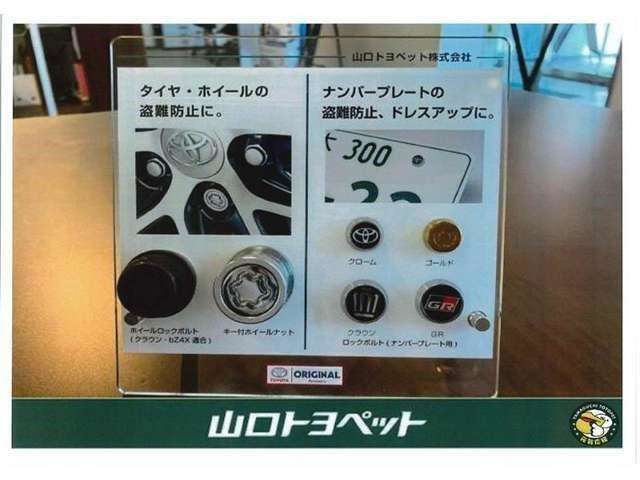 山口トヨペット株式会社
タイヤ・ホイールの
盗難防止に。
ナンバープレートの
盗難防止、ドレスアップに。
300
クローム
ゴールド
GR
ホイールロックボルト
(クラウン・bZ4X 適合)
キー付ホイールナット
クラウン
GR
ロックボルト(ナンバープレート用)
TOYOTA
ORIGINAL
山口トヨペット
YAMAGUCHI TOYOPET